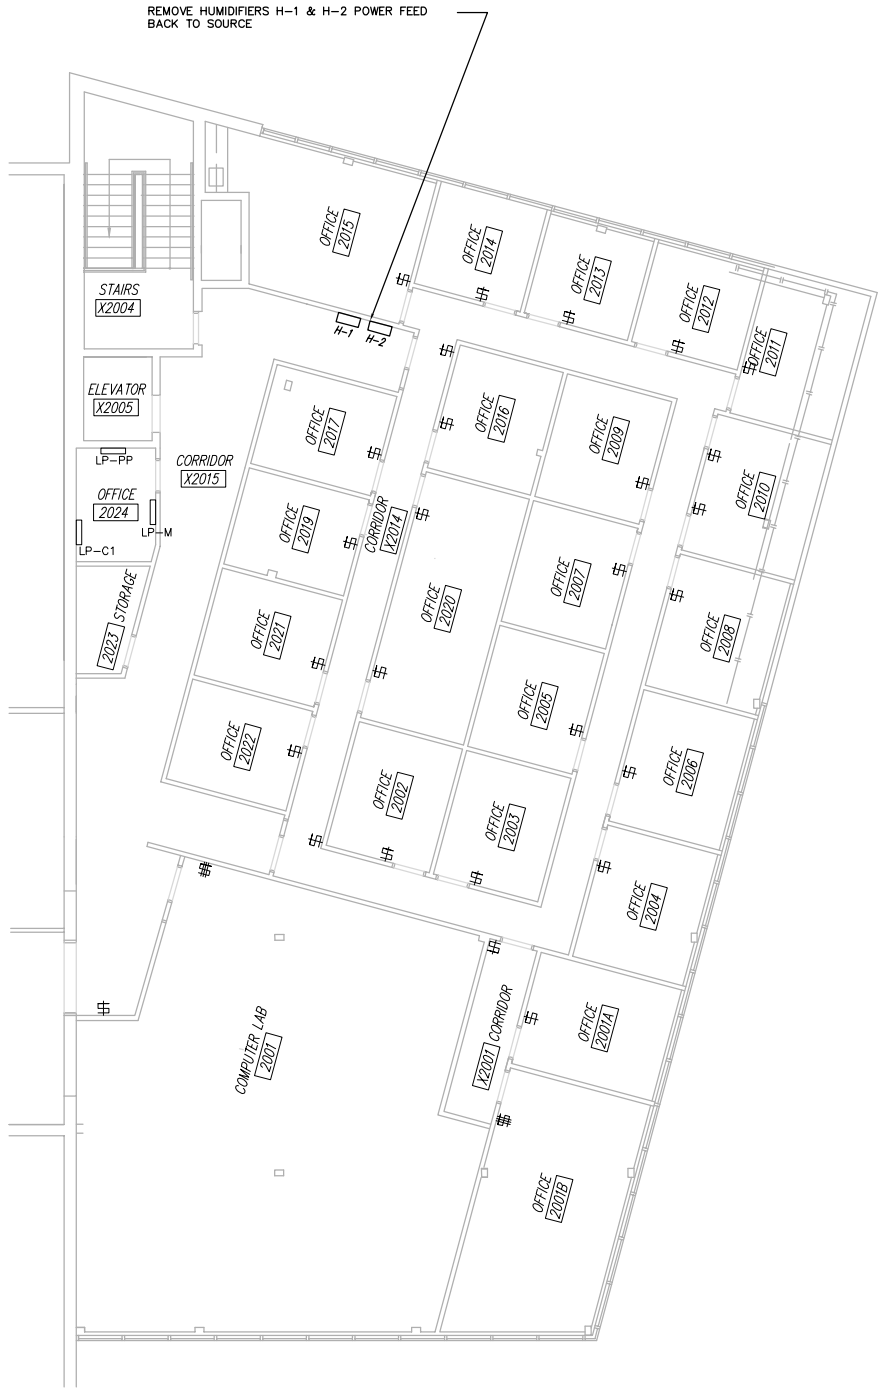 REMOVE HUMIDIFIERS H-1 & H-2 POWER FEED
BACK TO SOURCE
OFFICE
2015
OFFICE
2014
OFFICE
2013
OFFICE
2012
OFFICE
2011
STAIRS
X2004
H-1
H-2
ELEVATOR
X2005
OFFICE
2017
OFFICE
2016
OFFICE
2009
OFFICE
2010
LP-PP
CORRIDOR
X2015
OFFICE
2024
LP-M
LP-C1
OFFICE
2019
CORRIDOR
X2014
OFFICE
2007
OFFICE
2020
OFFICE
2008
STORAGE
2023
OFFICE
2021
OFFICE
2005
OFFICE
2022
OFFICE
2006
OFFICE
2002
OFFICE
2003
OFFICE
2004
CORRIDOR
X2001
OFFICE
2001A
COMPUTER LAB
2001
OFFICE
2001B